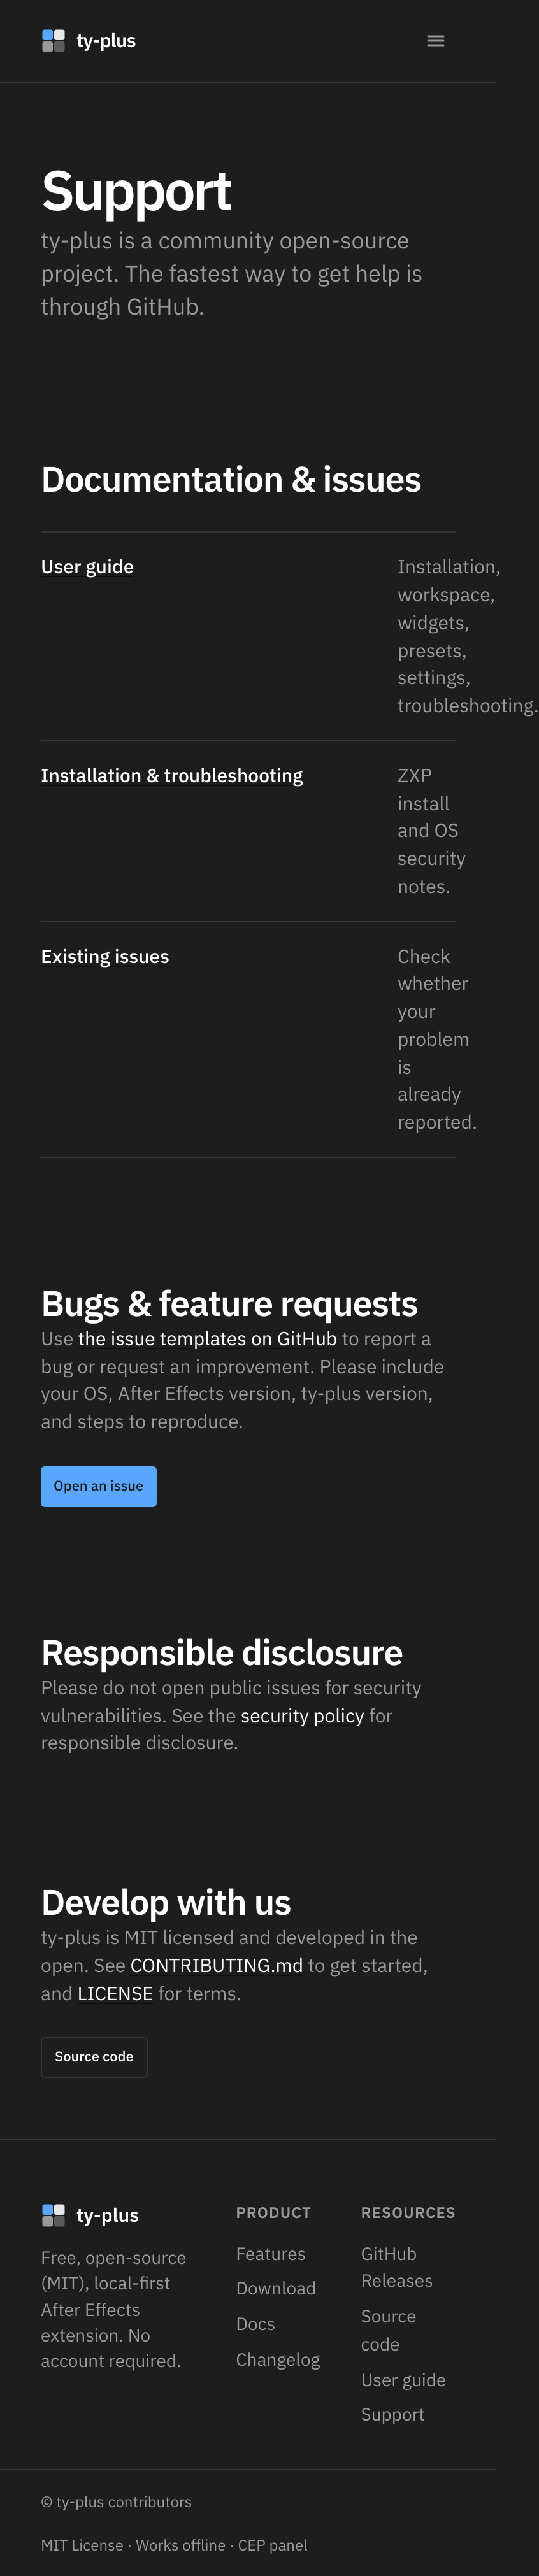 ty-plus
Support
ty-plus is a community open-source
project. The fastest way to get help is
through GitHub.
Documentation & issues
User guide
Installation,
workspace,
widgets,
presets,
settings,
troubleshooting.
Installation & troubleshooting
ZXP
install
and OS
security
notes.
Existing issues
Check
whether
your
problem
is
already
reported.
Bugs & feature requests
Use the issue templates on GitHub to report a
bug or request an improvement. Please include
your OS, After Effects version, ty-plus version,
and steps to reproduce.
Open an issue
Responsible disclosure
Please do not open public issues for security
vulnerabilities. See the security policy for
responsible disclosure.
Develop with us
ty-plus is MIT licensed and developed in the
open. See CONTRIBUTING.md to get started,
and LICENSE for terms.
Source code
ty-plus
Free, open-source
(MIT), local-first
After Effects
extension. No
account required.
PRODUCT
Features
Download
Docs
Changelog
RESOURCES
GitHub
Releases
Source
code
User guide
Support
© ty-plus contributors
MIT License · Works offline · CEP panel